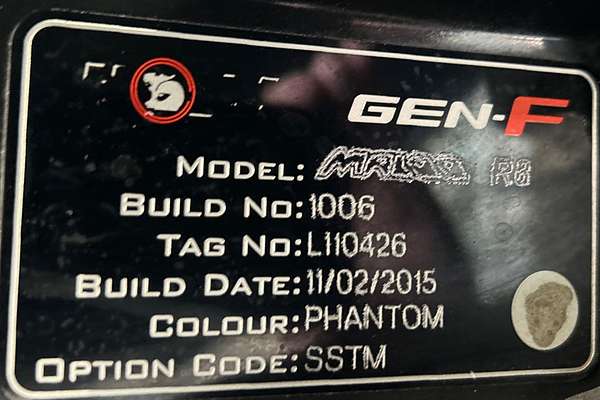 GEN-F
MODEL: MALOO R8
BUILD NO: 1006
TAG NO: L110426
BUILD DATE: 11/02/2015
COLOUR: PHANTOM
OPTION CODE: SSTM